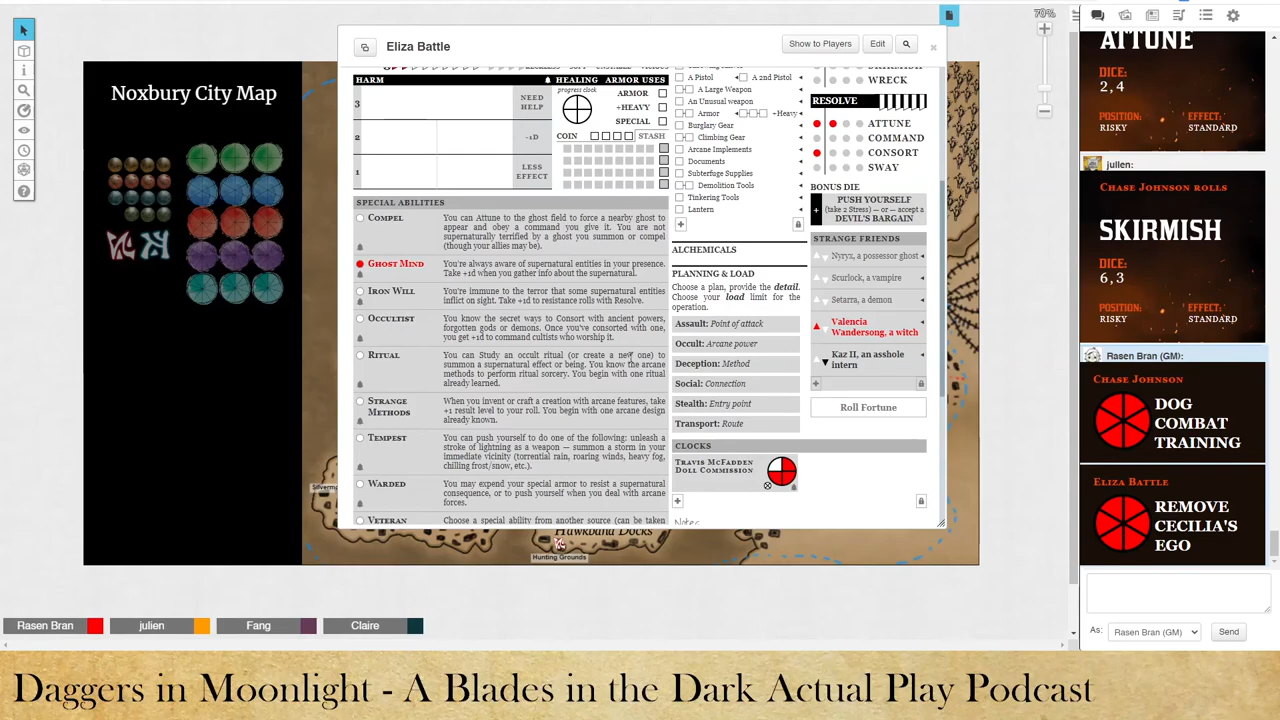 Noxbury City Map
Eliza Battle
Show to Players
Edit
70%
HARM
HEALING
ARMOR USES
progress clock
3
NEED
HELP
ARMOR
+HEAVY
SPECIAL
2
-1D
COIN
STASH
1
LESS
EFFECT
SPECIAL ABILITIES
COMPEL
You can Attune to the ghost field to force a nearby ghost to
appear and obey a command you give it. You are not
supernaturally terrified by a ghost you summon or compel
(though your allies may be).
GHOST MIND
You're always aware of supernatural entities in your presence.
Take +1d when you gather info about the supernatural.
IRON WILL
You're immune to the terror that some supernatural entities
inflict on sight. Take +1d to resistance rolls with Resolve.
OCCULTIST
You know the secret ways to Consort with ancient powers,
forgotten gods or demons. Once you've consorted with one,
you get +1d to command cultists who worship it.
RITUAL
You can Study an occult ritual (or create a new one) to
summon a supernatural effect or being. You know the arcane
methods to perform ritual sorcery. You begin with one ritual
already learned.
STRANGE
METHODS
When you invent or craft a creation with arcane features, take
+1 result level to your roll. You begin with one arcane design
already known.
TEMPEST
You can push yourself to do one of the following: unleash a
stroke of lightning as a weapon — summon a storm in your
immediate vicinity (torrential rain, roaring winds, heavy fog,
chilling frost/snow, etc.).
WARDED
You may expend your special armor to resist a supernatural
consequence, or to push yourself when you deal with arcane
forces.
VETERAN
Choose a special ability from another source (can be taken
A Pistol
A 2nd Pistol
A Large Weapon
An Unusual weapon
Armor
+Heavy
Burglary Gear
Climbing Gear
Arcane Implements
Documents
Subterfuge Supplies
Demolition Tools
Tinkering Tools
Lantern
ALCHEMICALS
PLANNING & LOAD
Choose a plan, provide the detail.
Choose your load limit for the
operation.
Assault: Point of attack
Occult: Arcane power
Deception: Method
Social: Connection
Stealth: Entry point
Transport: Route
CLOCKS
TRAVIS MCFADDEN
DOLL COMMISSION
Notes
WRECK
RESOLVE
ATTUNE
COMMAND
CONSORT
SWAY
BONUS DIE
+
PUSH YOURSELF
(take 2 Stress) — or — accept a
DEVIL'S BARGAIN
STRANGE FRIENDS
Nyryx, a possessor ghost
Scurlock, a vampire
Setarra, a demon
Valencia
Wandersong, a witch
Kaz II, an asshole
intern
Roll Fortune
Hawkband Docks
Hunting Grounds
Rasen Bran
julien
Fang
Claire
ATTUNE
DICE:
2,4
POSITION:
EFFECT:
RISKY
STANDARD
julien:
CHASE JOHNSON ROLLS
SKIRMISH
DICE:
6,3
POSITION:
EFFECT:
RISKY
STANDARD
Rasen Bran (GM):
CHASE JOHNSON
DOG
COMBAT
TRAINING
ELIZA BATTLE
REMOVE
CECILIA'S
EGO
As:
Rasen Bran (GM)
Send
Daggers in Moonlight - A Blades in the Dark Actual Play Podcast